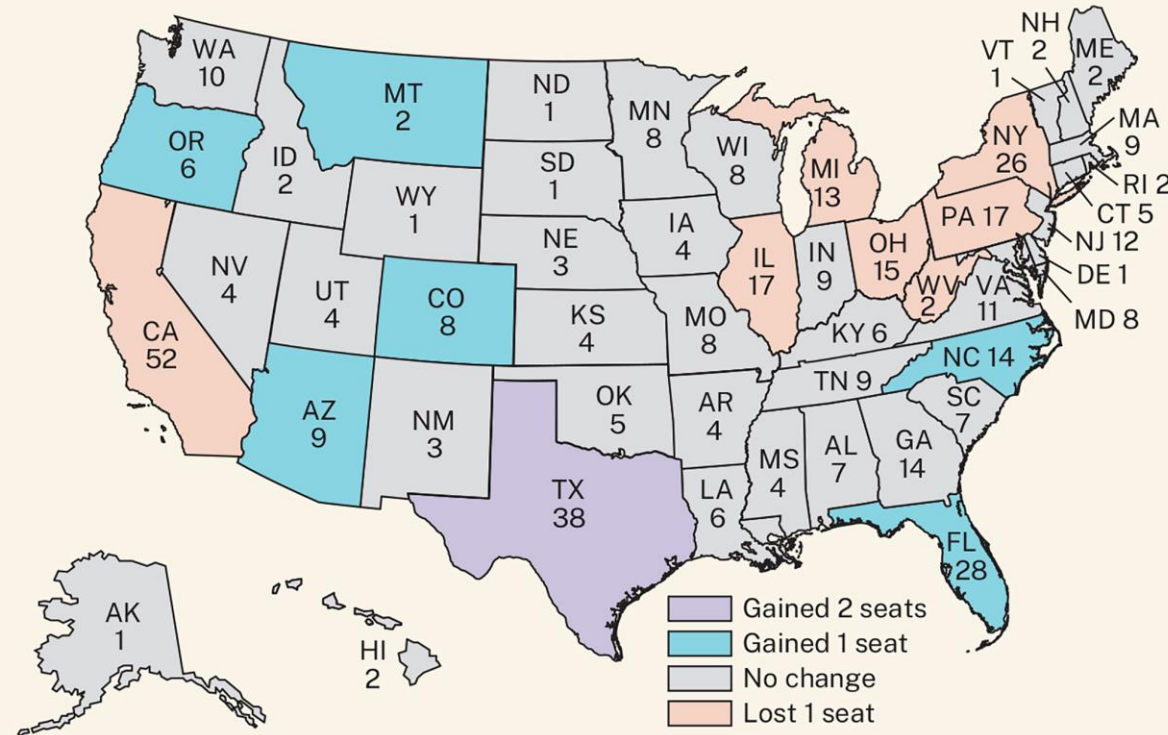 WA
10
OR
6
CA
52
NV
4
ID
2
MT
2
WY
1
UT
4
CO
8
AZ
9
NM
3
ND
1
SD
1
NE
3
KS
4
OK
5
TX
38
MN
8
IA
4
MO
8
AR
4
LA
6
WI
8
IL
17
MS
4
MI
13
IN
9
KY 6
TN 9
AL
7
OH
15
WV
2
GA
14
FL
28
SC
7
NC 14
VA
11
PA 17
NY
26
VT
1
NH
2
ME
2
MA
9
RI 2
CT 5
NJ 12
DE 1
MD 8
AK
1
HI
2
Gained 2 seats
Gained 1 seat
No change
Lost 1 seat